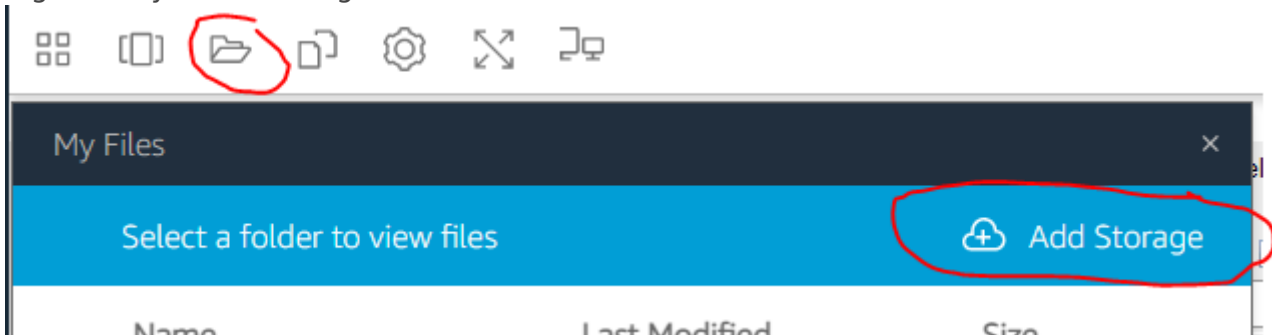 My Files
Select a folder to view files
Add Storage
Name Last Modified Size